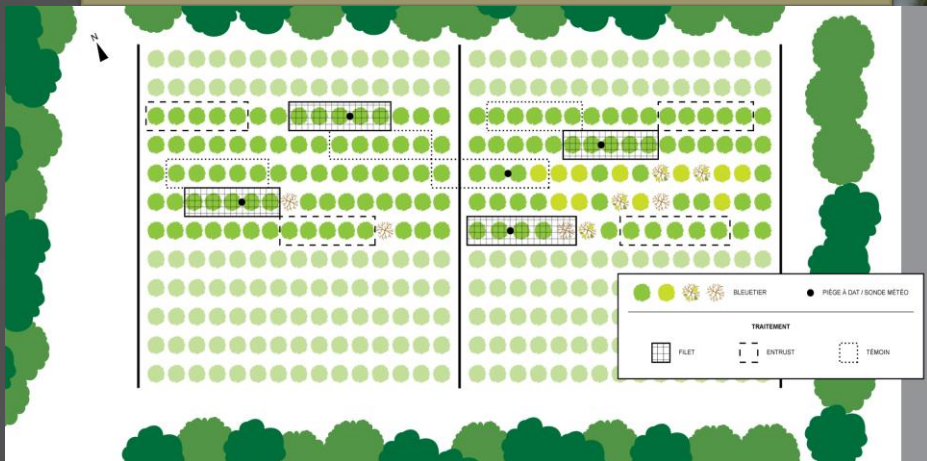 N
BLEUETIER
PIÈGE À DAT / SONDE MÉTÉO
TRAITEMENT
FILET
ENTRUST
TÉMOIN